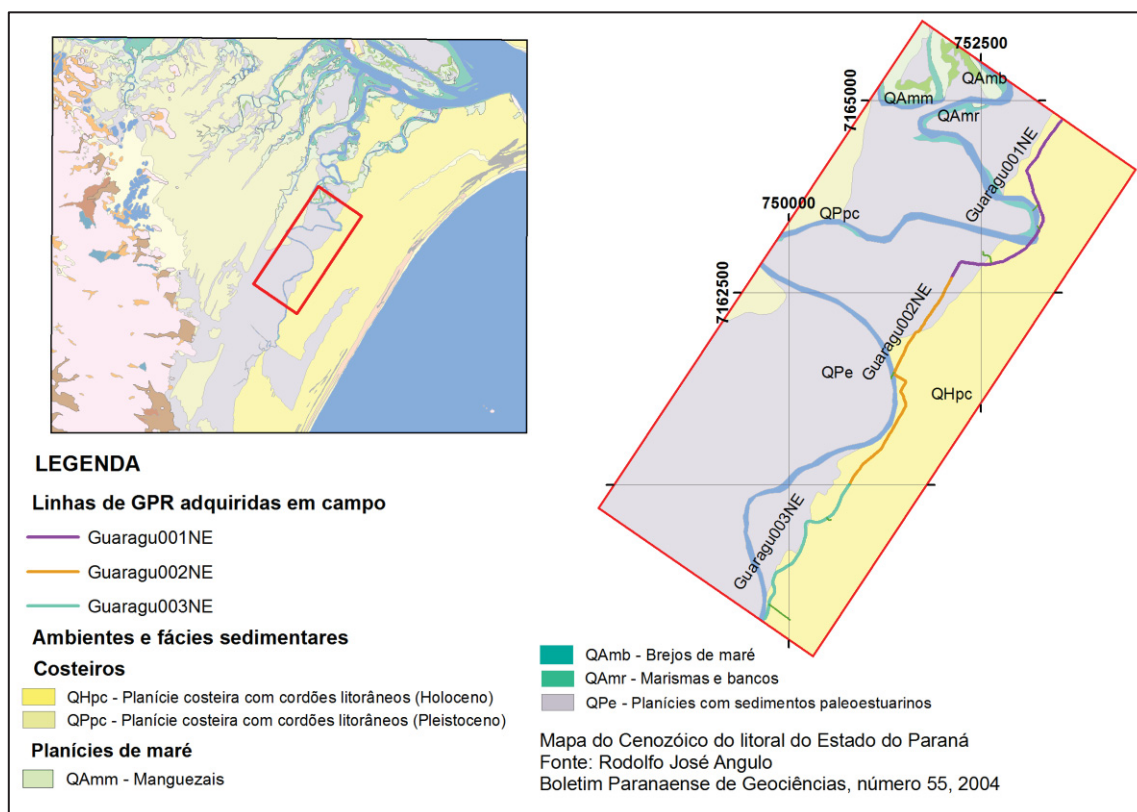 752500
QAmb
QAmm
7165000
QAmr
Guaragu001NE
750000
QPpc
7162500
Guaragu002NE
QPe
QHpc
Guaragu003NE
LEGENDA
Linhas de GPR adquiridas em campo
Guaragu001NE
Guaragu002NE
Guaragu003NE
Ambientes e fácies sedimentares
Costeiros
QHpc - Planície costeira com cordões litorâneos (Holoceno)
QPpc - Planície costeira com cordões litorâneos (Pleistoceno)
Planícies de maré
QAmm - Manguezais
QAmb - Brejos de maré
QAmr - Marismas e bancos
QPe - Planícies com sedimentos paleoestuarinos
Mapa do Cenozóico do litoral do Estado do Paraná
Fonte: Rodolfo José Angulo
Boletim Paranaense de Geociências, número 55, 2004